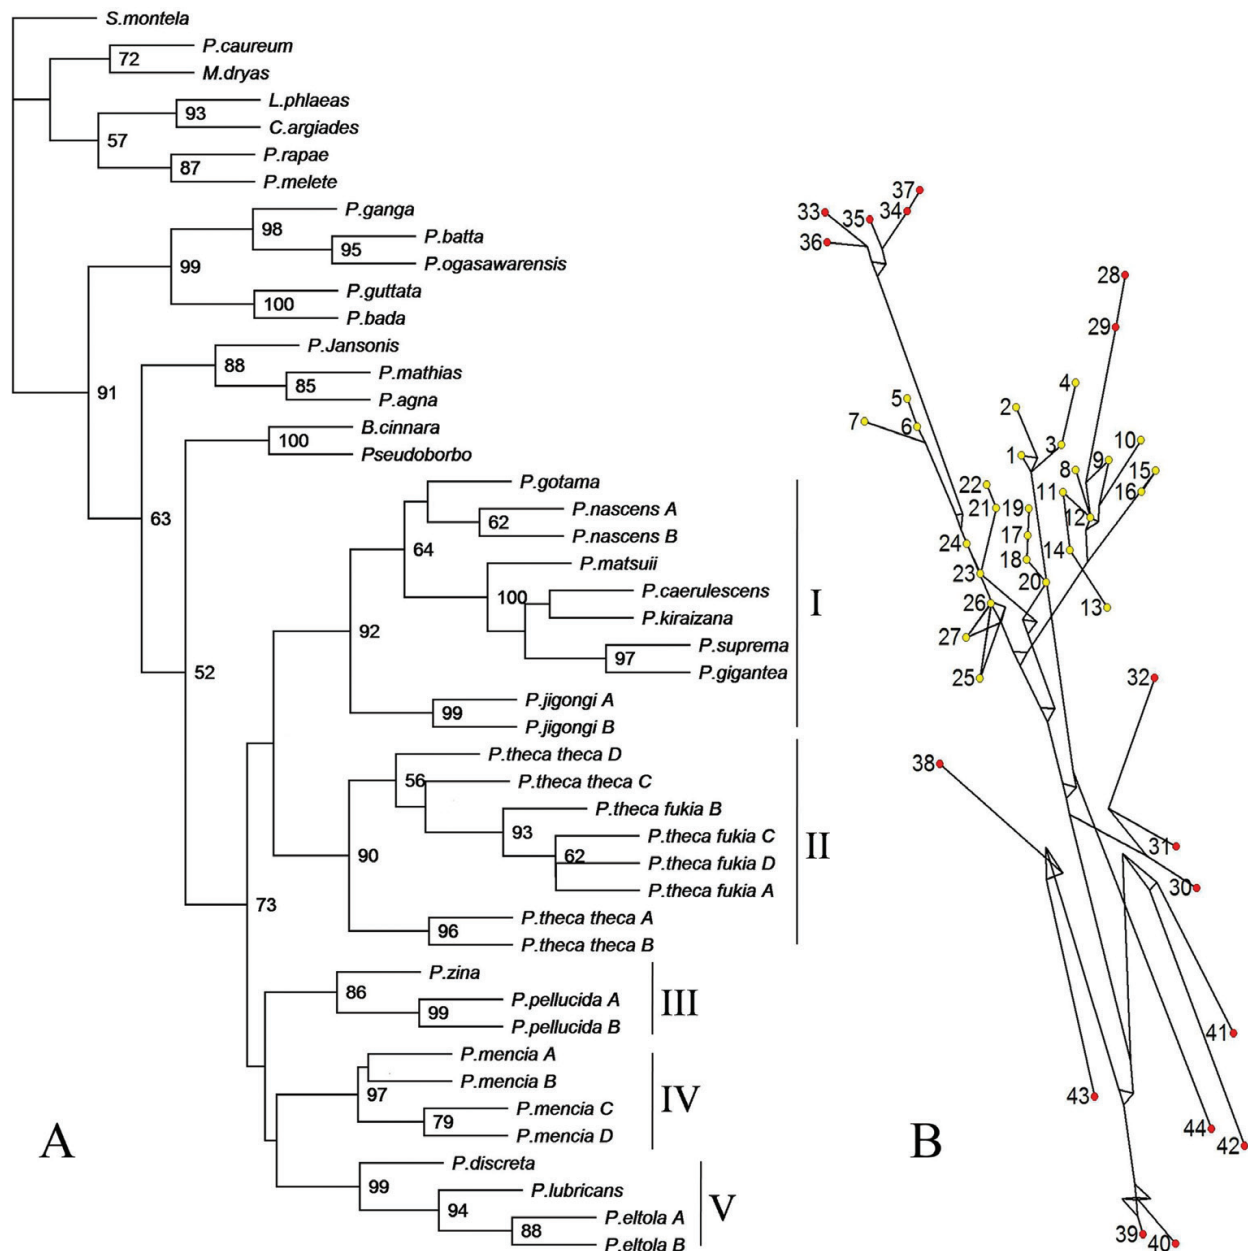 S.montela
P.caureum
72
M.dryas
L.phlaeas
93
C.argiades
57
P.rapae
87
P.melete
P.ganga
98
P.batta
95
P.ogasawarensis
99
P.guttata
100
P.bada
P.Jansonis
88
P.mathias
85
P.agna
91
B.cinnara
100
Pseudoborbo
63
P.gotama
P.nascens A
62
P.nascens B
64
P.matsuii
P.caerulescens
100
P.kiraizana
P.suprema
97
P.gigantea
92
I
P.jigongi A
99
P.jigongi B
52
P.theca theca D
56
P.theca theca C
P.theca fukia B
93
P.theca fukia C
62
P.theca fukia D
P.theca fukia A
90
II
P.theca theca A
96
P.theca theca B
73
P.zina
86
P.pellucida A
99
P.pellucida B
III
P.mencia A
P.mencia B
97
P.mencia C
79
P.mencia D
IV
P.discreta
99
P.lubricans
94
P.eltola A
88
P.eltola B
V
A
37
33
35
34
36
28
29
4
5
2
7
6
3
10
1
8
9
15
22
11
16
21
19
12
17
24
14
18
23
20
26
13
27
25
32
38
31
30
41
43
44
42
39
40
B